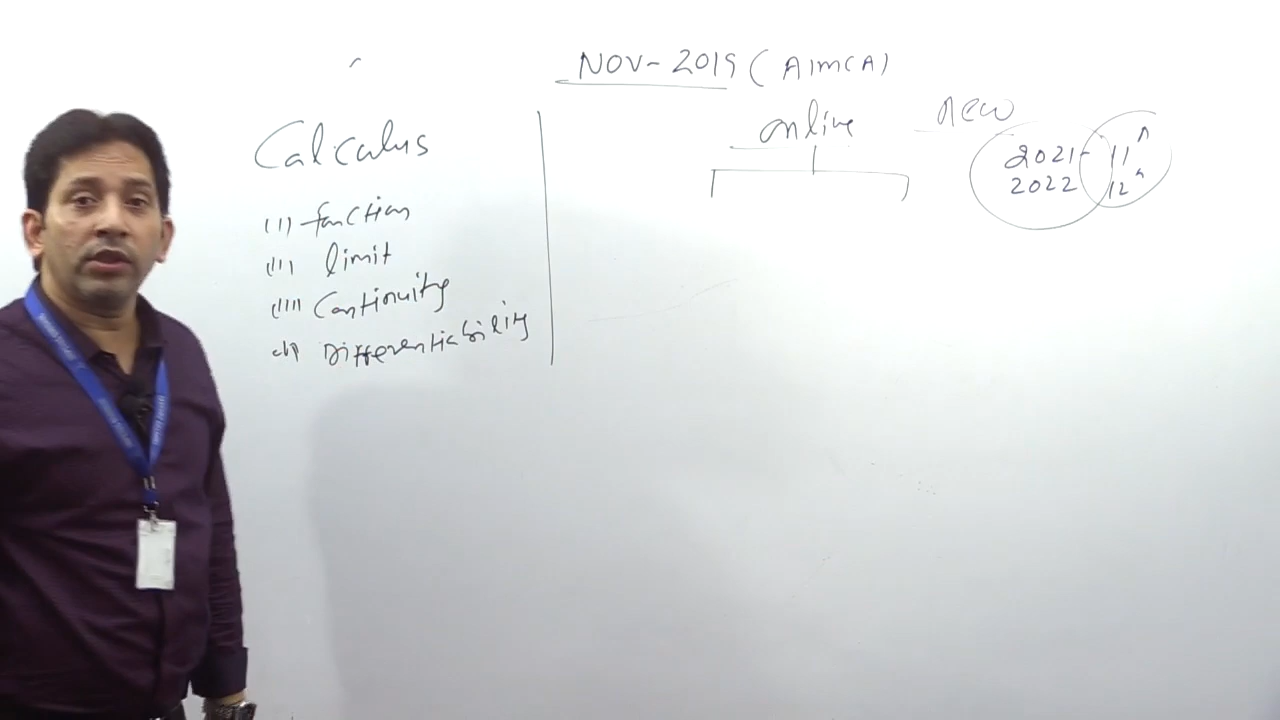 NOV-2019 (AIMCA)
Calculus
(i) function
(ii) limit
(iii) Continuity
(iv) Differentiability
online
new
2021- 11
2022 12